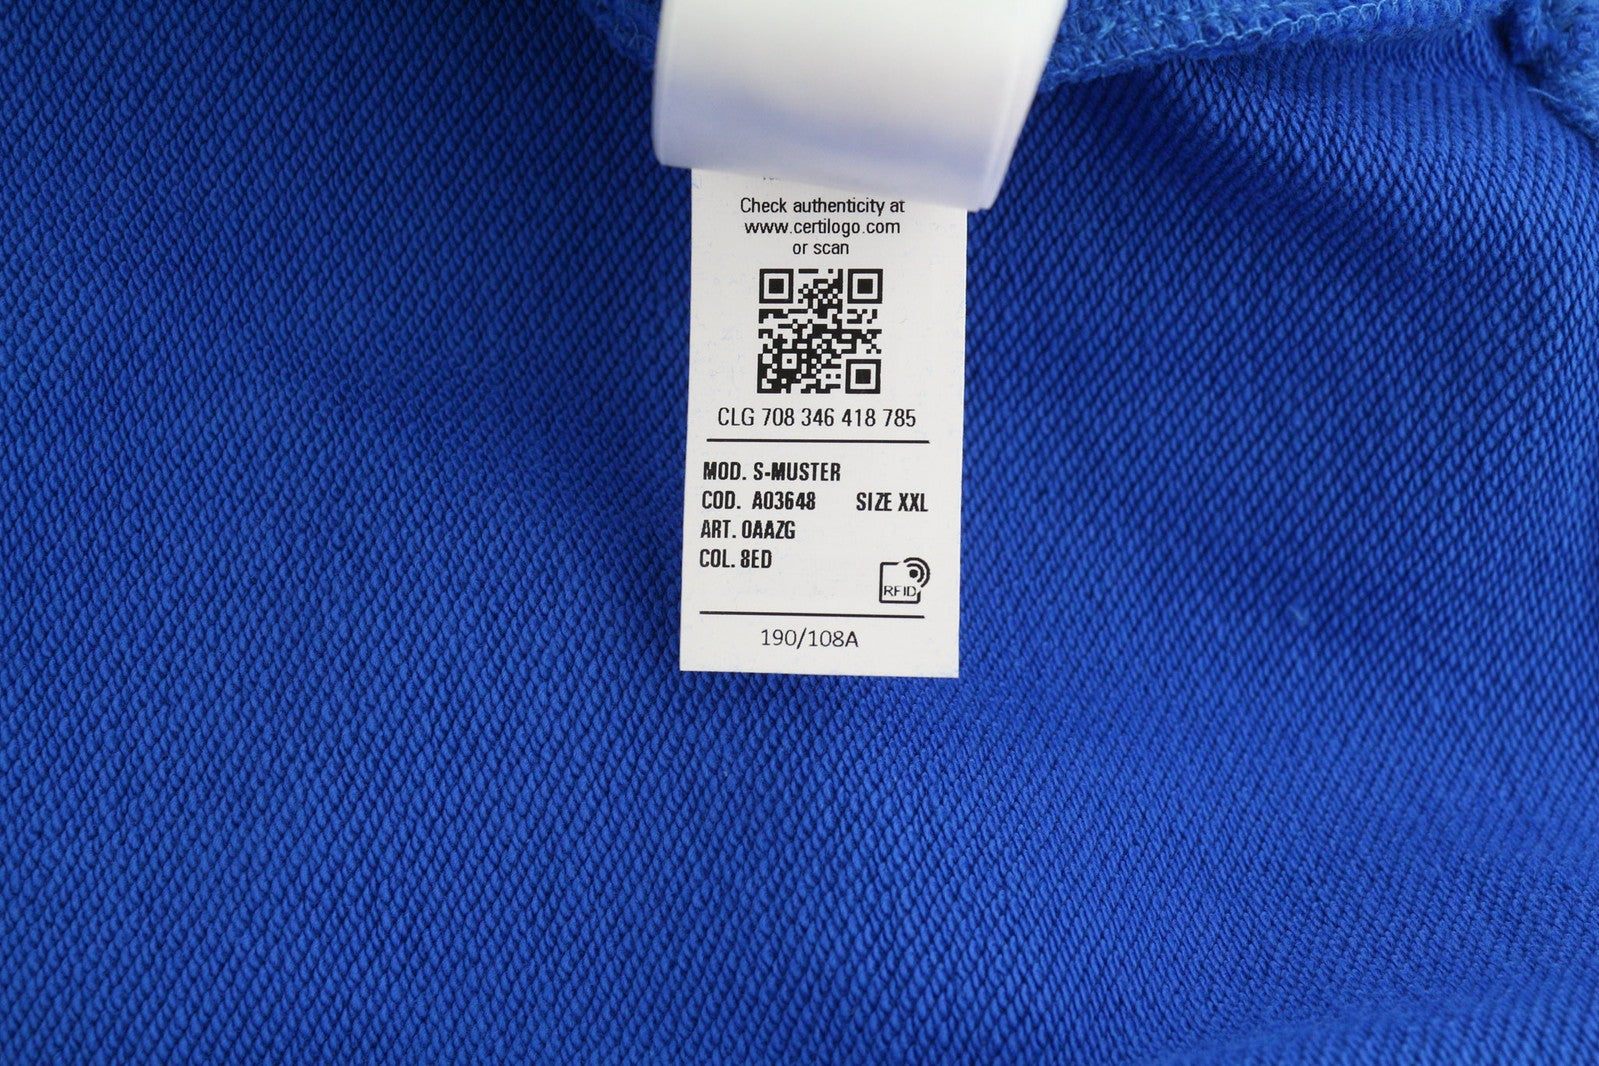 Check authenticity at
www.certilogo.com
or scan
CLG 708 346 418 785
MOD. S-MUSTER
COD. A03648 SIZE XXL
ART. 0AAZG
COL. 8ED
RFID
190/108A